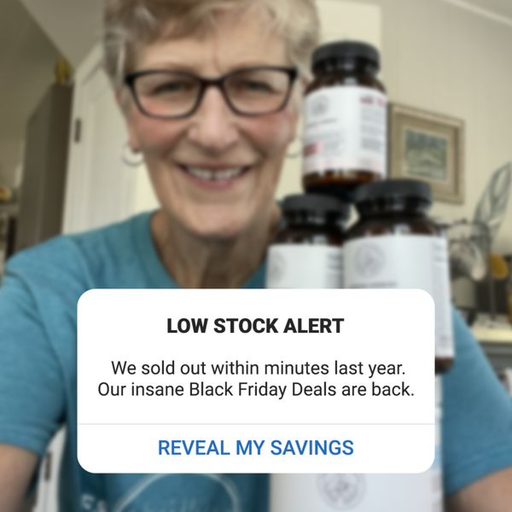 LOW STOCK ALERT
We sold out within minutes last year.
Our insane Black Friday Deals are back.
REVEAL MY SAVINGS